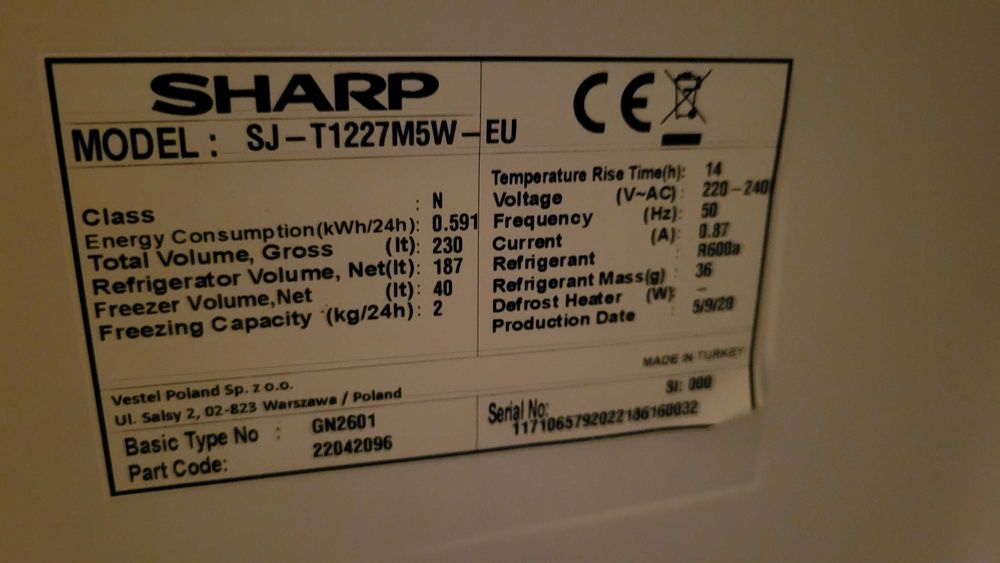 SHARP
CE
MODEL : SJ-T1227M5W-EU
Class : N
Energy Consumption(kWh/24h): 0.591
Total Volume, Gross (lt): 230
Refrigerator Volume, Net(lt): 187
Freezer Volume,Net (lt): 40
Freezing Capacity (kg/24h): 2
Temperature Rise Time(h): 14
Voltage (V~AC) : 220-240
Frequency (Hz): 50
Current (A): 0.87
Refrigerant R600a
Refrigerant Mass(g) : 36
Defrost Heater (W): -
Production Date : 5/9/20
MADE IN TURKEY
Vestel Poland Sp. z o.o.
Ul. Salsy 2, 02-823 Warszawa / Poland
Basic Type No : GN2601
Part Code: 22042096
SI: 000
Serial No:
1171065792022186160032